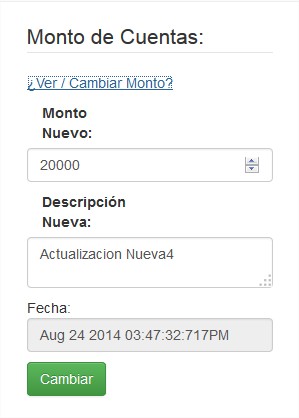 Monto de Cuentas:
¿Ver / Cambiar Monto?
Monto
Nuevo:
20000
Descripción
Nueva:
Actualizacion Nueva4
Fecha:
Aug 24 2014 03:47:32:717PM
Cambiar